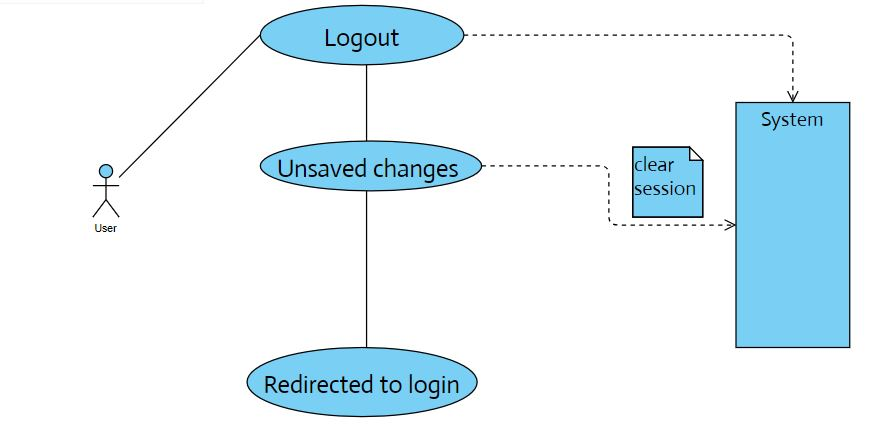 Logout
System
clear
session
Unsaved changes
User
Redirected to login